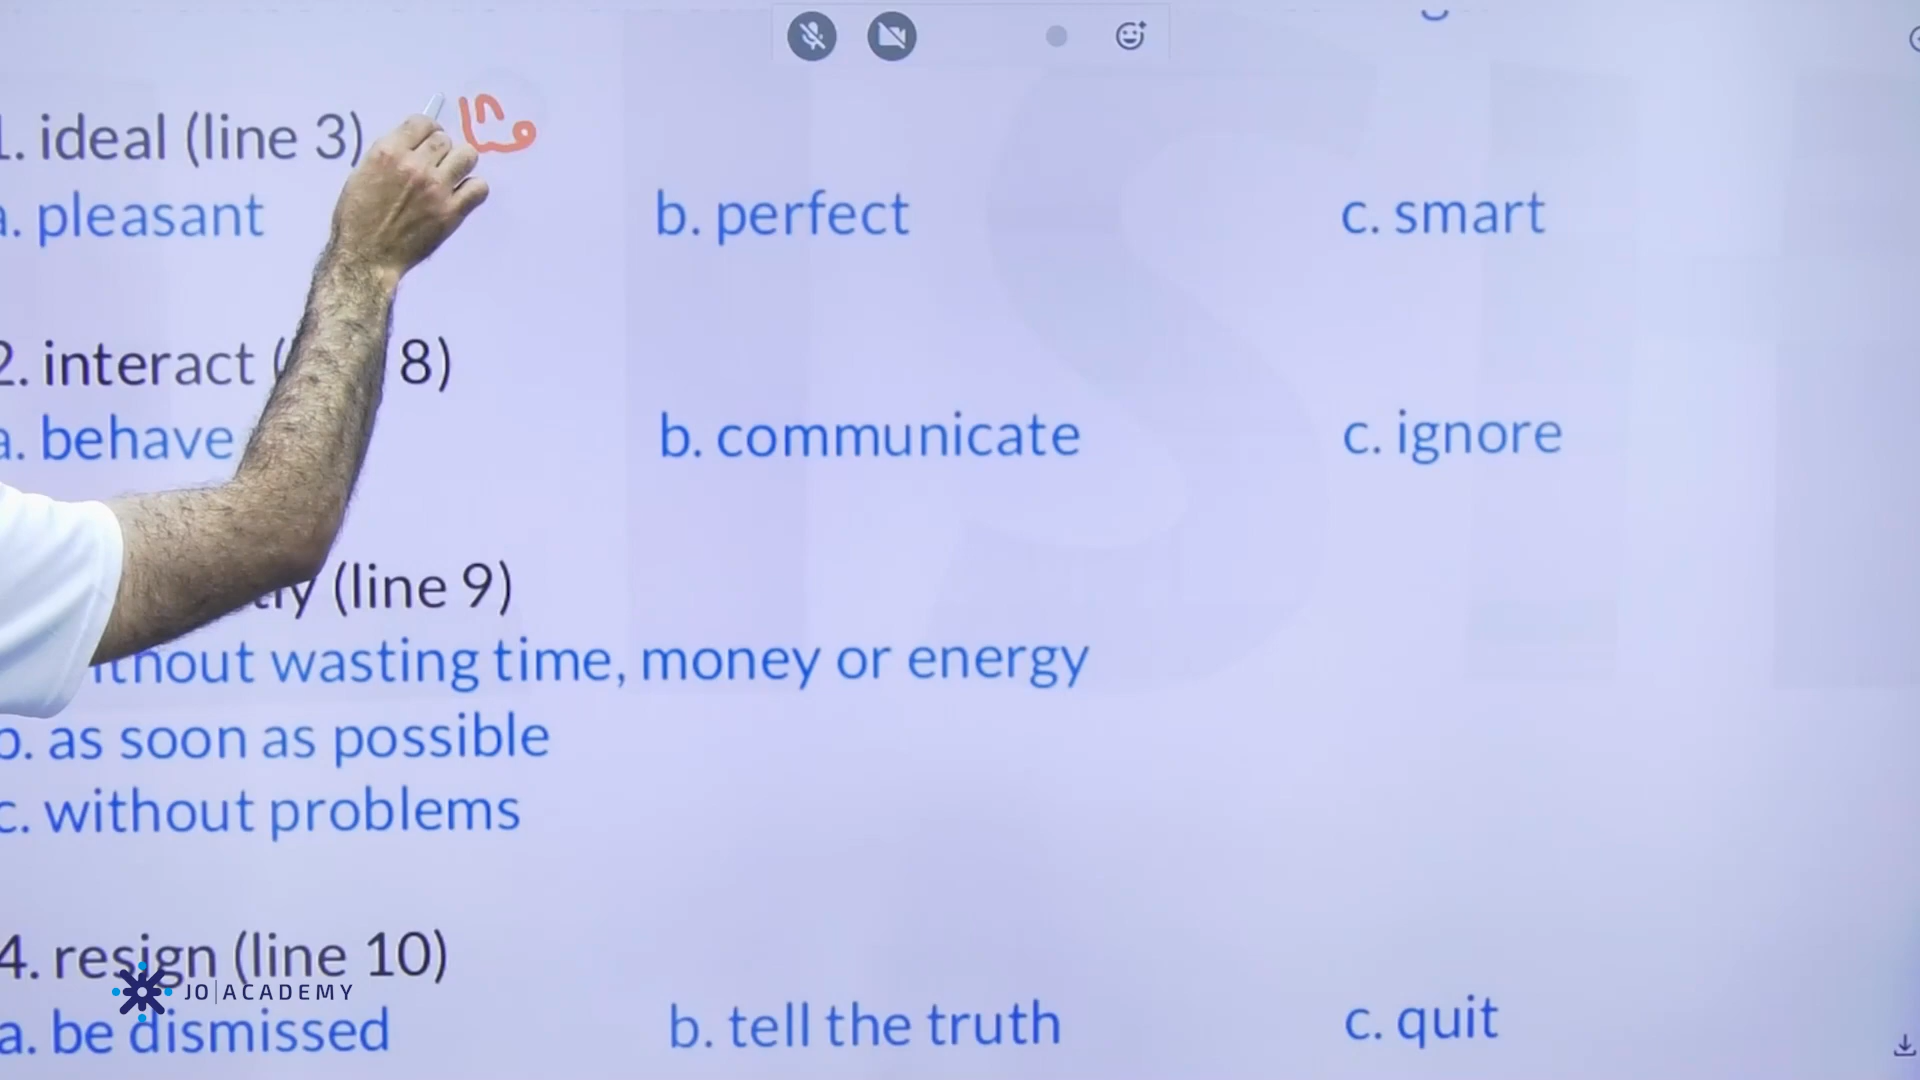 1. ideal (line 3)
a. pleasant b. perfect c. smart
2. interact ( 8)
a. behave b. communicate c. ignore
tly (line 9)
ithout wasting time, money or energy
b. as soon as possible
c. without problems
4. resign (line 10)
JO|ACADEMY
a. be dismissed b. tell the truth c. quit